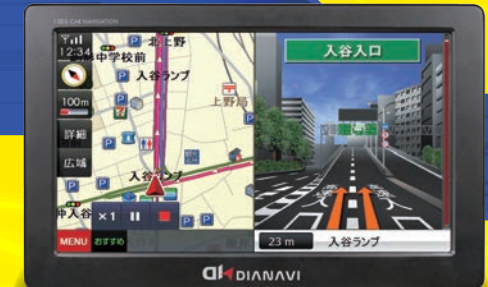 1SEG CAR NAVIGATION
12:34
100m
詳細
広域
MENU
おすすめ
北上野
中学校前
入谷ランプ
上野局
入谷ランプ
中入谷
×1
入谷入口
23 m
入谷ランプ
DIANAVI